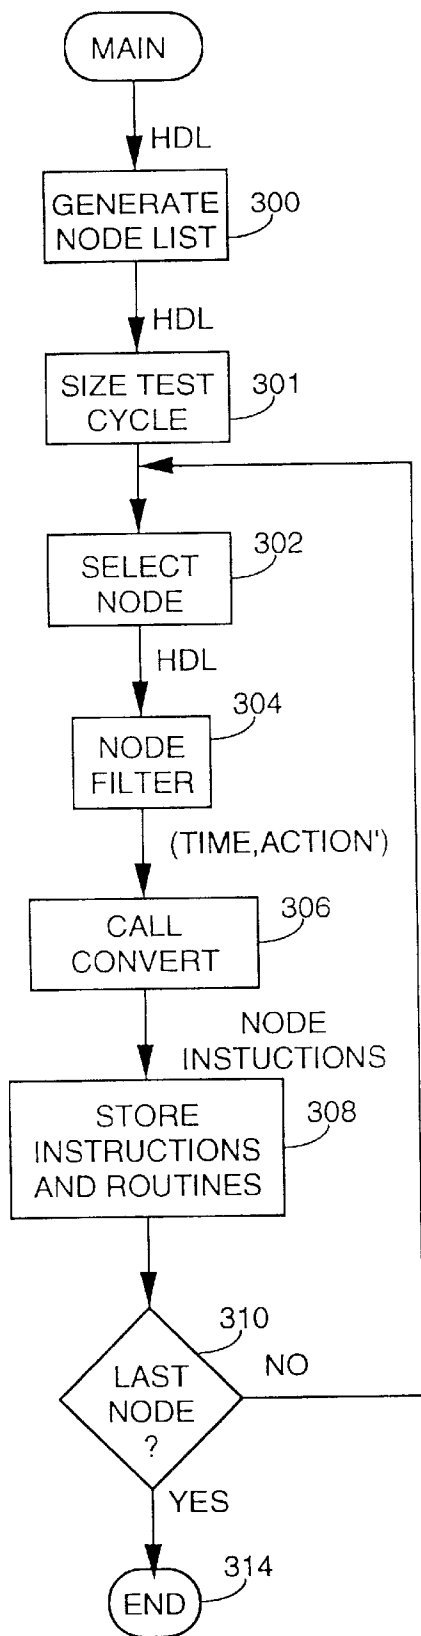 MAIN
HDL
GENERATE
NODE LIST
300
HDL
SIZE TEST
CYCLE
301
SELECT
NODE
302
HDL
NODE
FILTER
304
(TIME,ACTION')
CALL
CONVERT
306
NODE
INSTUCTIONS
STORE
INSTRUCTIONS
AND ROUTINES
308
LAST
NODE
?
310
NO
YES
END
314